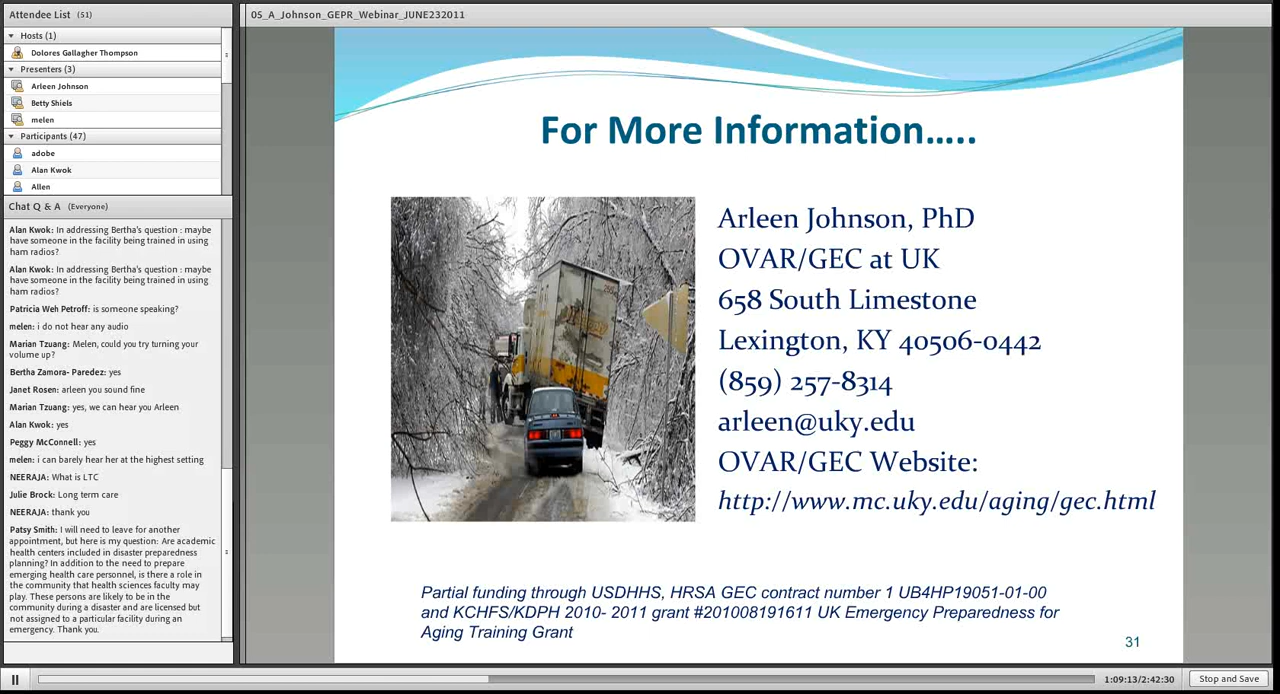 Attendee List (51)
Hosts (1)
Dolores Gallagher Thompson
Presenters (3)
Arleen Johnson
Betty Shiels
melen
Participants (47)
adobe
Alan Kwok
Allen
Chat Q & A (Everyone)
Alan Kwok: In addressing Bertha's question : maybe
have someone in the facility being trained in using
ham radios?
Alan Kwok: In addressing Bertha's question : maybe
have someone in the facility being trained in using
ham radios?
Patricia Weh Petroff: is someone speaking?
melen: i do not hear any audio
Marian Tzuang: Melen, could you try turning your
volume up?
Bertha Zamora- Paredez: yes
Janet Rosen: arleen you sound fine
Marian Tzuang: yes, we can hear you Arleen
Alan Kwok: yes
Peggy McConnell: yes
melen: i can barely hear her at the highest setting
NEERAJA: What is LTC
Julie Brock: Long term care
NEERAJA: thank you
Patsy Smith: I will need to leave for another
appointment, but here is my question: Are academic
health centers included in disaster preparedness
planning? In addition to the need to prepare
emerging health care personnel, is there a role in
the community that health sciences faculty may
play. These persons are likely to be in the
community during a disaster and are licensed but
not assigned to a particular facility during an
emergency. Thank you.
05_A_Johnson_GEPR_Webinar_JUNE232011
For More Information…..
Arleen Johnson, PhD
OVAR/GEC at UK
658 South Limestone
Lexington, KY 40506-0442
(859) 257-8314
arleen@uky.edu
OVAR/GEC Website:
http://www.mc.uky.edu/aging/gec.html
Partial funding through USDHHS, HRSA GEC contract number 1 UB4HP19051-01-00
and KCHFS/KDPH 2010- 2011 grant #201008191611 UK Emergency Preparedness for
Aging Training Grant
31
1:09:13/2:42:30
Stop and Save